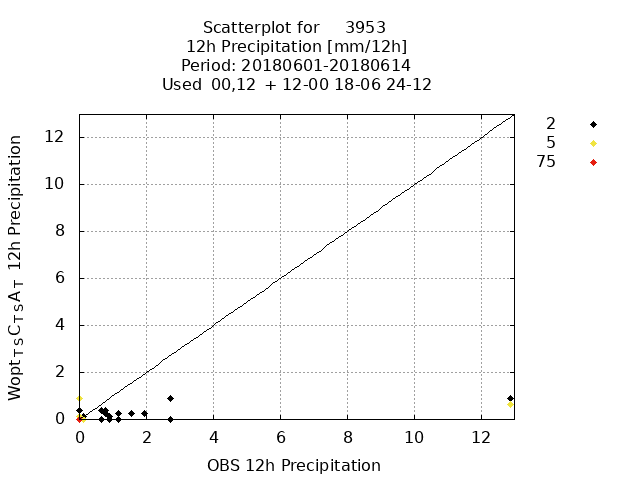 Scatterplot for 3953
12h Precipitation [mm/12h]
Period: 20180601-20180614
Used 00,12 + 12-00 18-06 24-12
2
5
75
12
10
8
6
4
2
0
0 2 4 6 8 10 12
OBS 12h Precipitation
WoptTSCTSAT 12h Precipitation